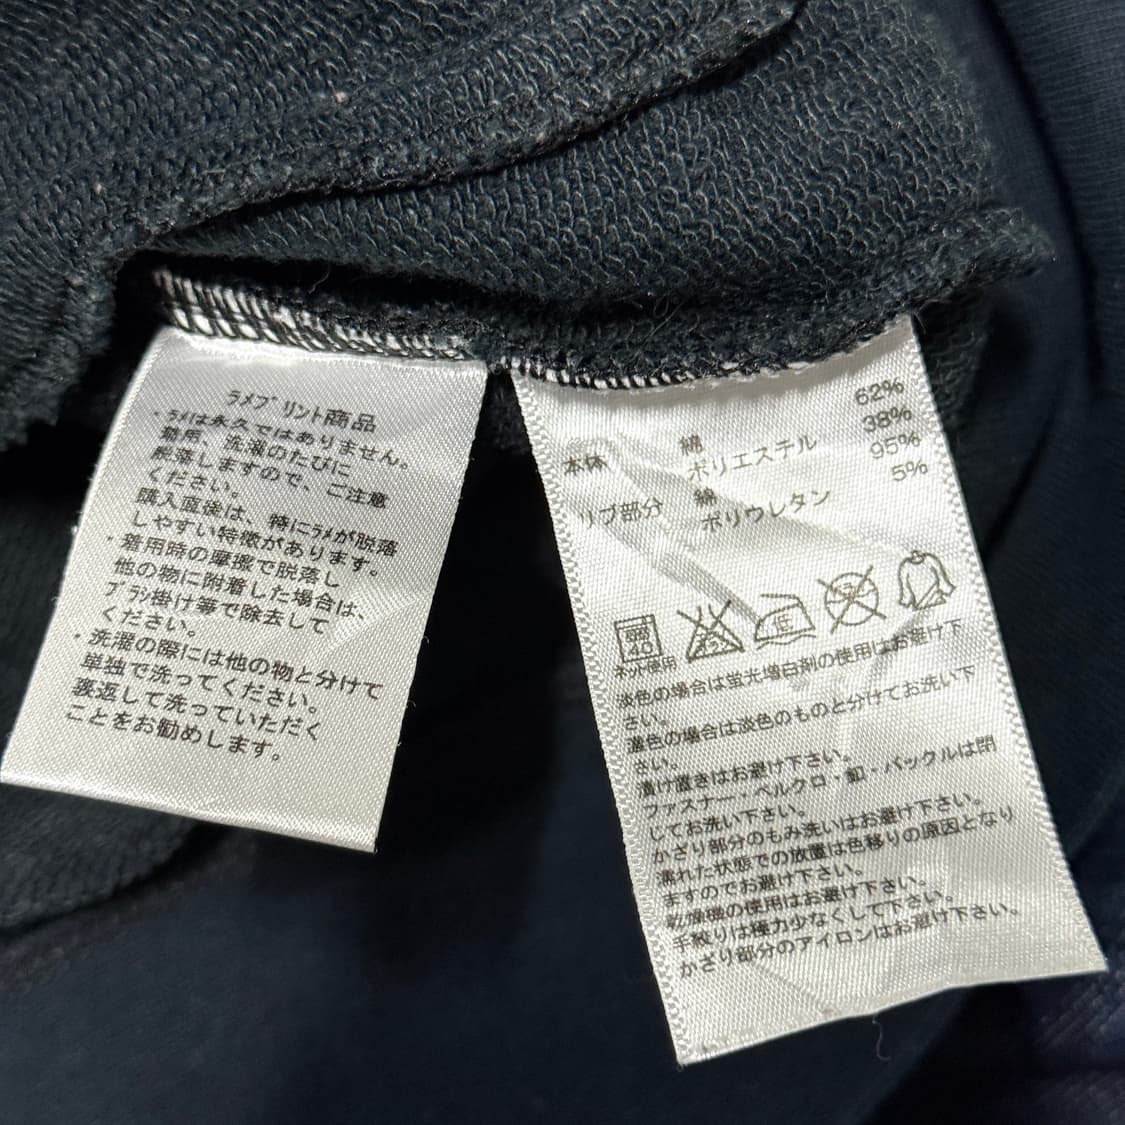 ラメプリント商品
・ラメは永久ではありません。
着用、洗濯のたびに
脱落しますので、ご注意
ください。
購入直後は、特にラメが脱落
しやすい特徴があります。
・着用時の摩擦で脱落し
他の物に附着した場合は、
ブラシ掛け等で除去して
ください。
・洗濯の際には他の物と分けて
単独で洗ってください。
裏返して洗っていただく
ことをお勧めします。
本体 綿 62%
ポリエステル 38%
リブ部分 綿 95%
ポリウレタン 5%
40
低
ネット使用
淡色の場合は蛍光増白剤の使用はお避け下
さい。
濃色の場合は淡色のものと分けてお洗い下
さい。
漬け置きはお避け下さい。
ファスナー・ベルクロ・釦・バックルは閉
じてお洗い下さい。
かざり部分のもみ洗いはお避け下さい。
濡れた状態での放置は色移りの原因となり
ますのでお避け下さい。
乾燥機の使用はお避け下さい。
手絞りは極力少なくして下さい。
かざり部分のアイロンはお避け下さい。